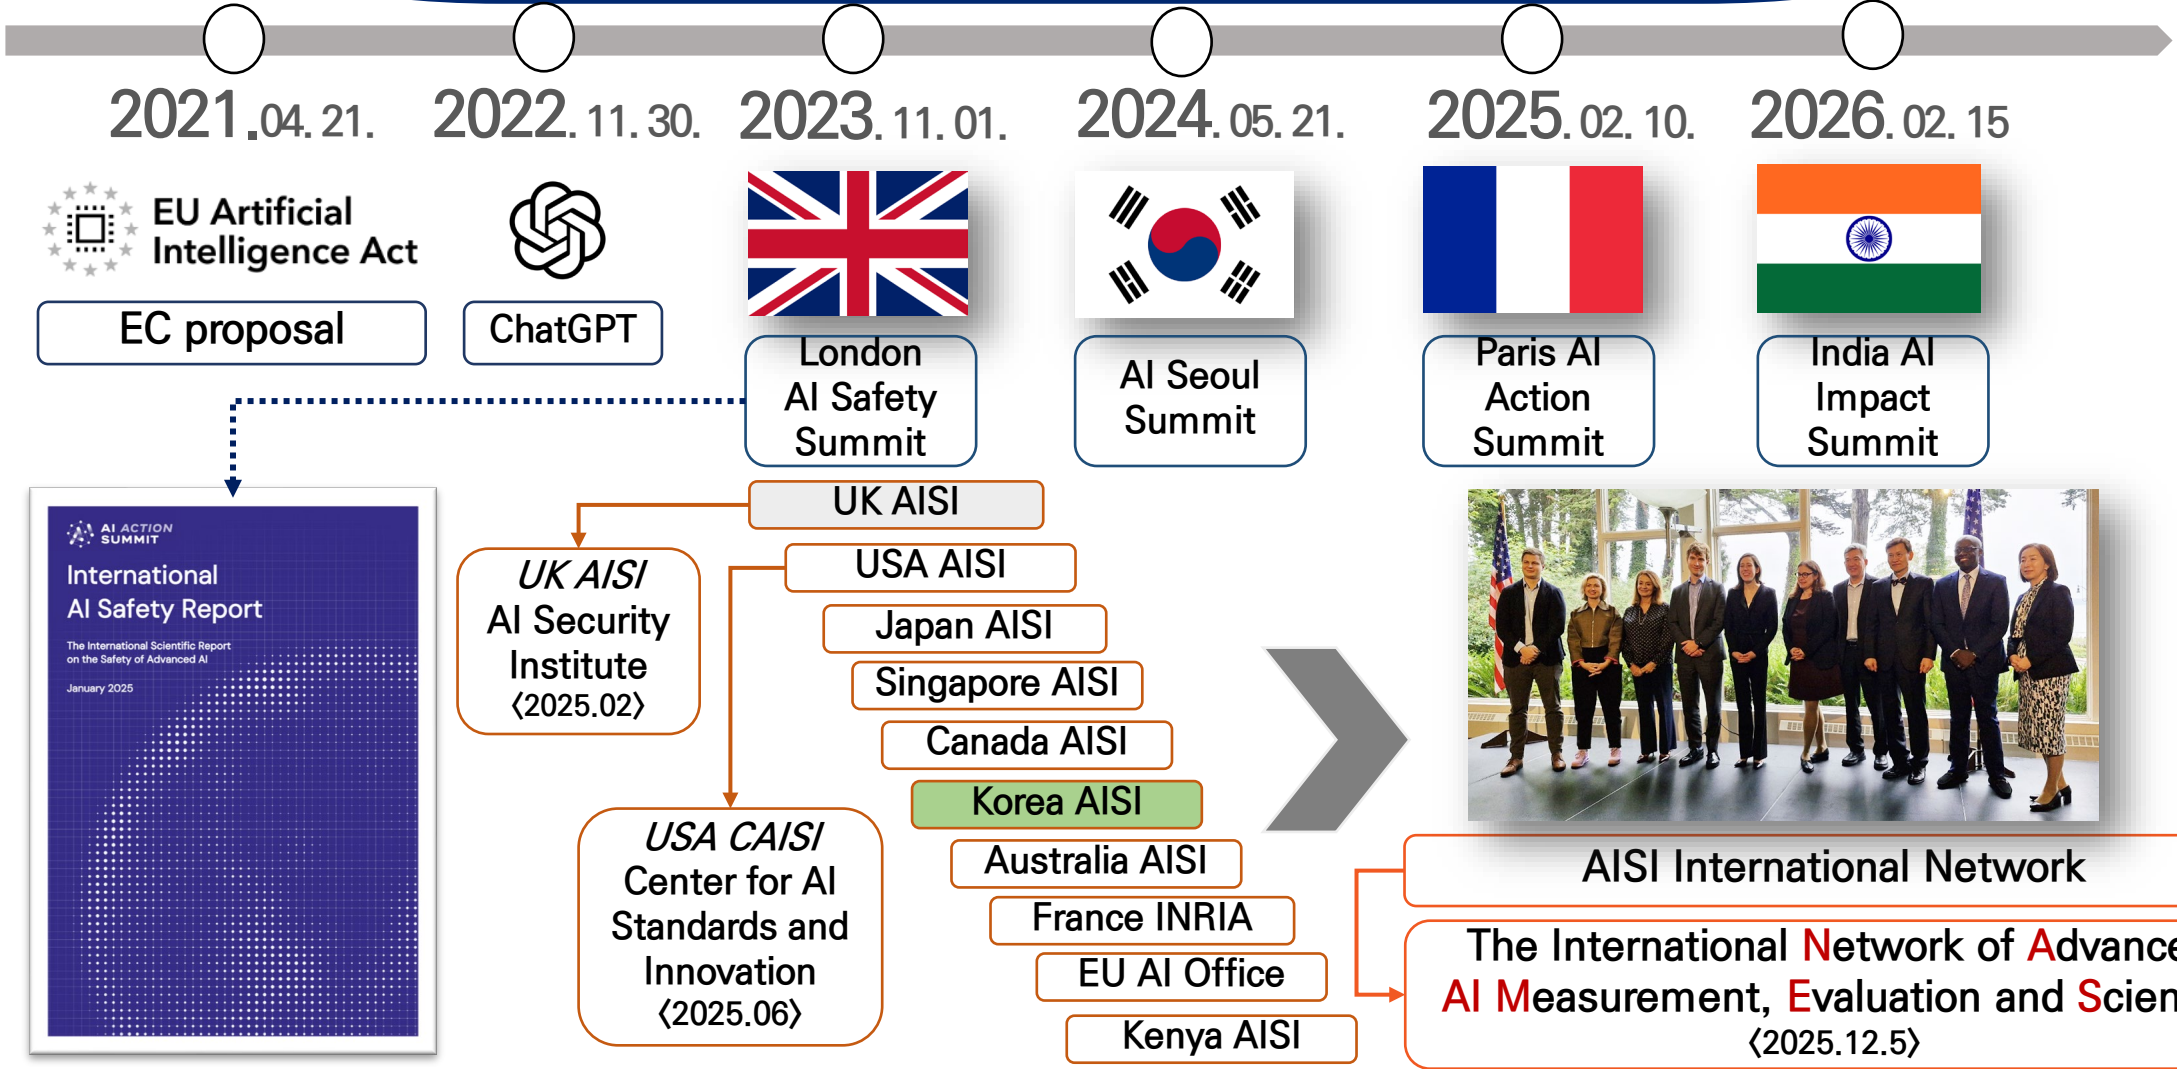 2021.04. 21.
2022. 11. 30.
2023. 11. 01.
2024. 05. 21.
2025. 02. 10.
2026. 02. 15
EU Artificial
Intelligence Act
EC proposal
ChatGPT
London
AI Safety
Summit
AI Seoul
Summit
Paris AI
Action
Summit
India AI
Impact
Summit
AI ACTION
SUMMIT
International
AI Safety Report
The International Scientific Report
on the Safety of Advanced AI
January 2025
UK AISI
AI Security
Institute
〈2025.02〉
USA CAISI
Center for AI
Standards and
Innovation
〈2025.06〉
UK AISI
USA AISI
Japan AISI
Singapore AISI
Canada AISI
Korea AISI
Australia AISI
France INRIA
EU AI Office
Kenya AISI
AISI International Network
The International Network of Advance
AI Measurement, Evaluation and Scien
〈2025.12.5〉